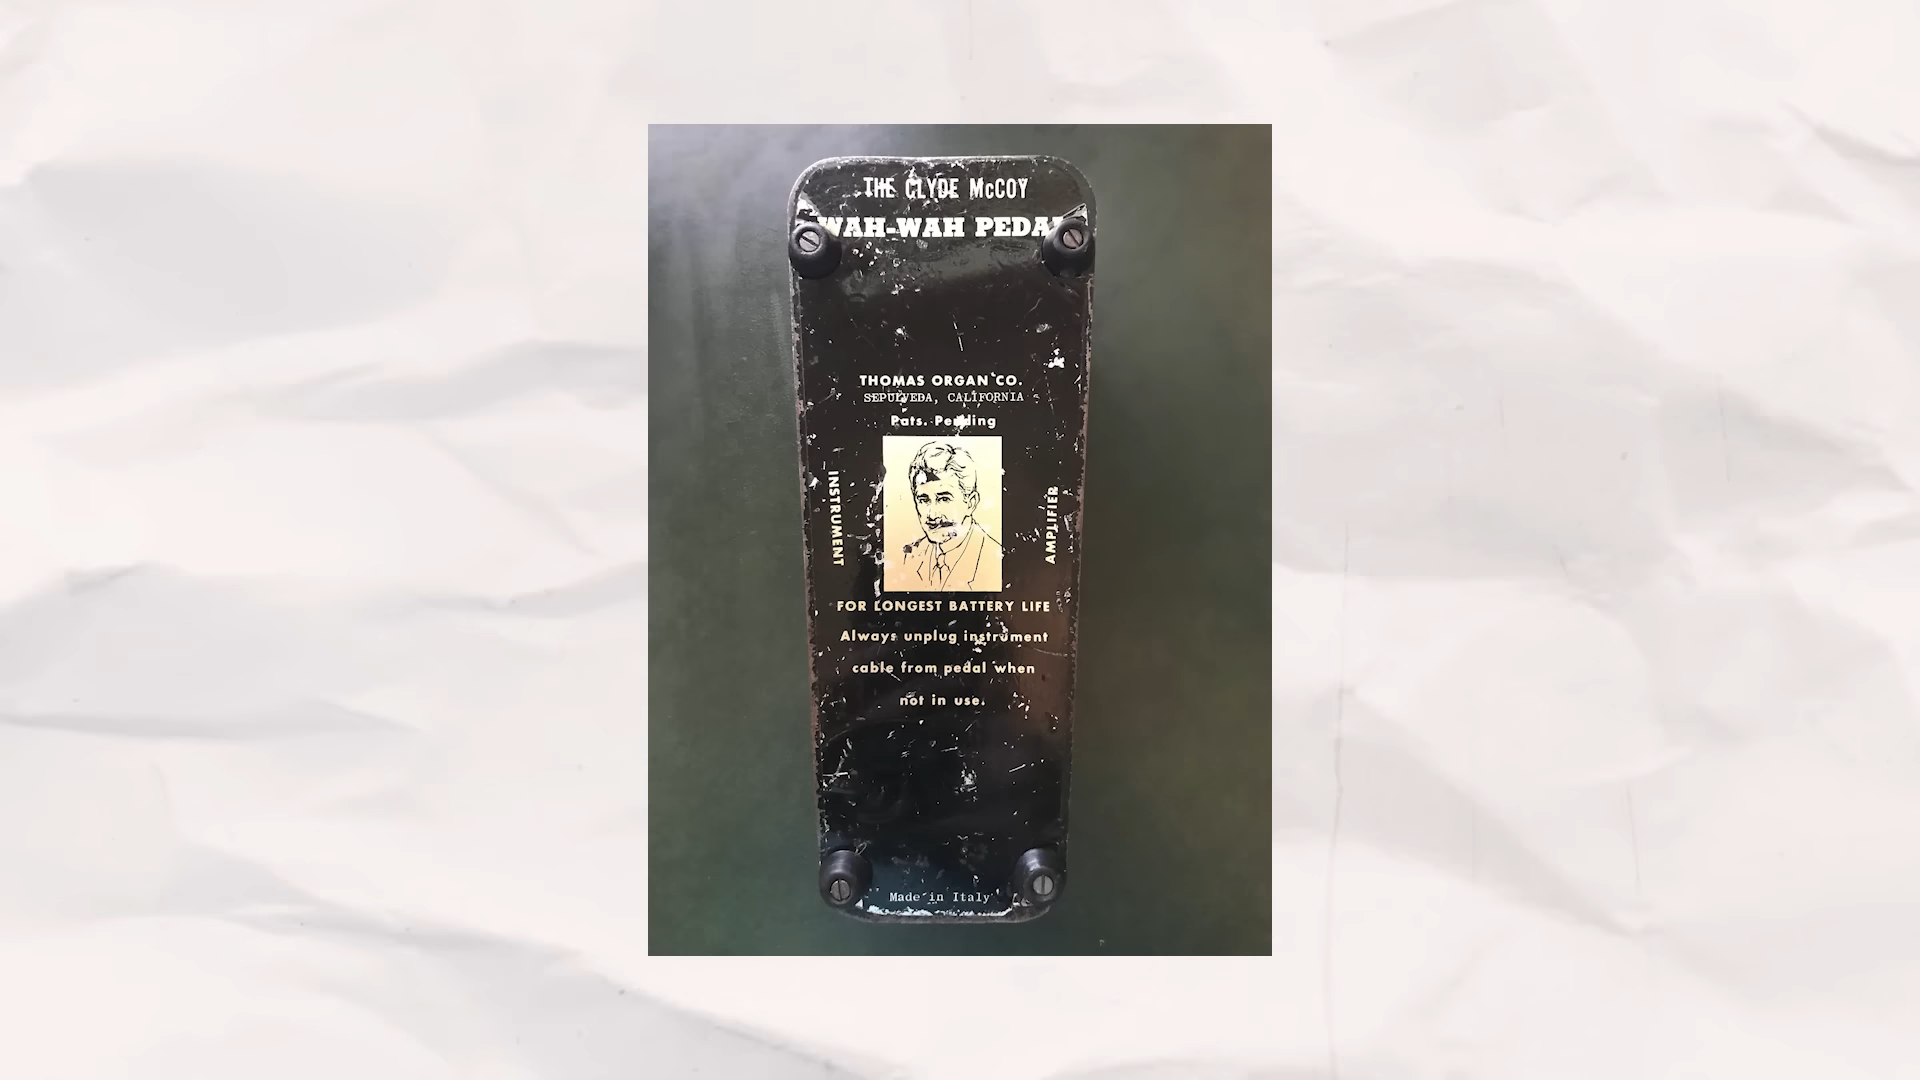 THE CLYDE McCOY
WAH-WAH PEDAL
THOMAS ORGAN CO.
SEPULVEDA, CALIFORNIA
Pats. Pending
INSTRUMENT
AMPLIFIER
FOR LONGEST BATTERY LIFE
Always unplug instrument
cable from pedal when
not in use.
Made in Italy